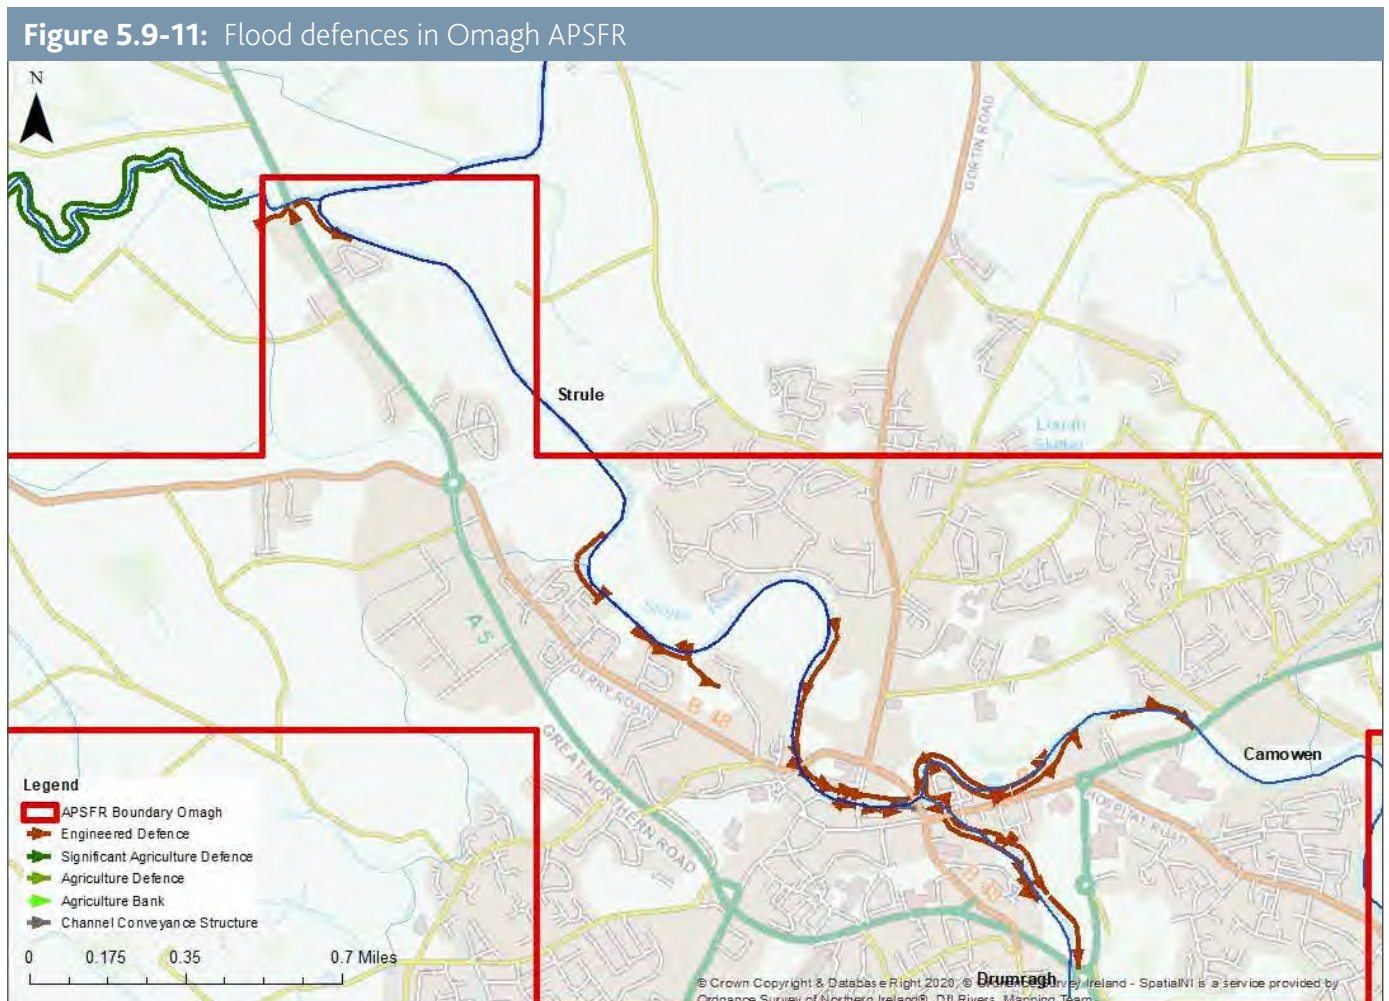 Figure 5.9-11: Flood defences in Omagh APSFR
N
GORTIN ROAD
Strule
Lough
Strule River
A 5
DERRY ROAD
B 48
GREAT NORTHERN ROAD
Camowen
HOSPITAL ROAD
Legend
APSFR Boundary Omagh
Engineered Defence
Significant Agriculture Defence
Agriculture Defence
Agriculture Bank
Channel Conveyance Structure
0 0.175 0.35 0.7 Miles
Drumragh
© Crown Copyright & Database Right 2020, © Ordnance Survey Ireland - SpatialNI is a service provided by
Ordnance Survey of Northern Ireland®, DfI Rivers, Mapping Team